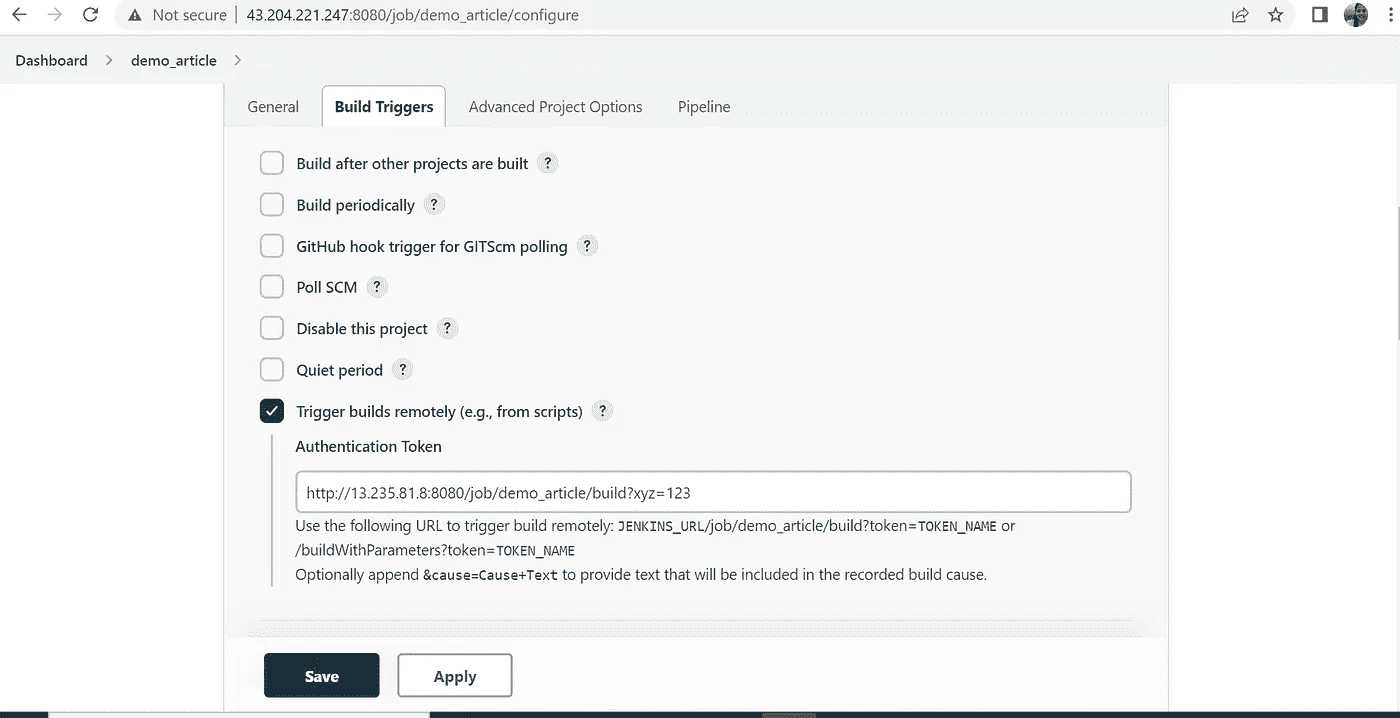 Not secure | 43.204.221.247:8080/job/demo_article/configure
Dashboard > demo_article >
General Build Triggers Advanced Project Options Pipeline
Build after other projects are built ?
Build periodically ?
GitHub hook trigger for GITScm polling ?
Poll SCM ?
Disable this project ?
Quiet period ?
Trigger builds remotely (e.g., from scripts) ?
Authentication Token
http://13.235.81.8:8080/job/demo_article/build?xyz=123
Use the following URL to trigger build remotely: JENKINS_URL/job/demo_article/build?token=TOKEN_NAME or
/buildWithParameters?token=TOKEN_NAME
Optionally append &cause=Cause+Text to provide text that will be included in the recorded build cause.
Save Apply